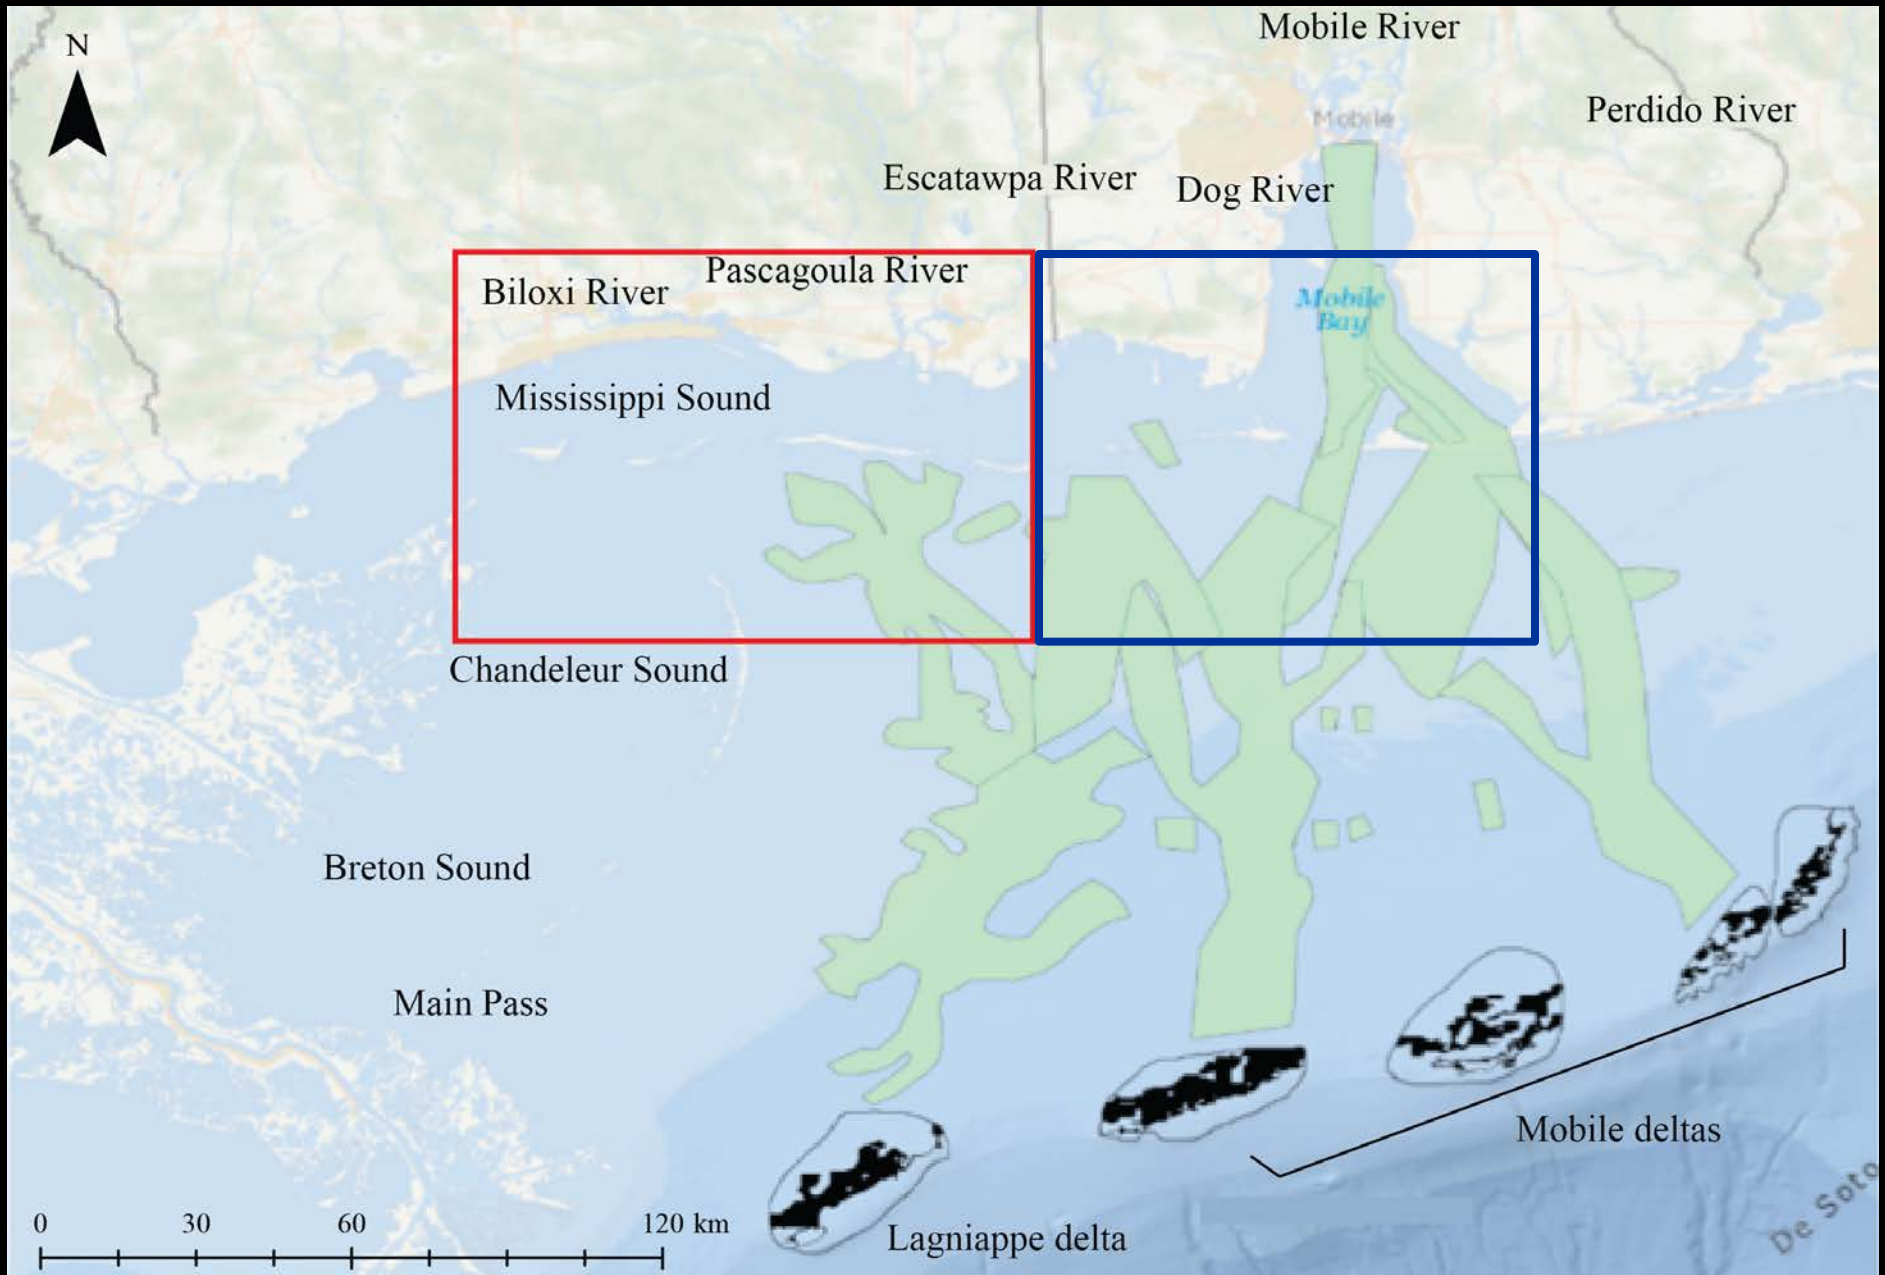 Mobile River
N
Perdido River
Mobile
Escatawpa River
Dog River
Pascagoula River
Biloxi River
Mobile
Bay
Mississippi Sound
Chandeleur Sound
Breton Sound
Main Pass
Mobile deltas
De Soto
0 30 60 120 km
Lagniappe delta